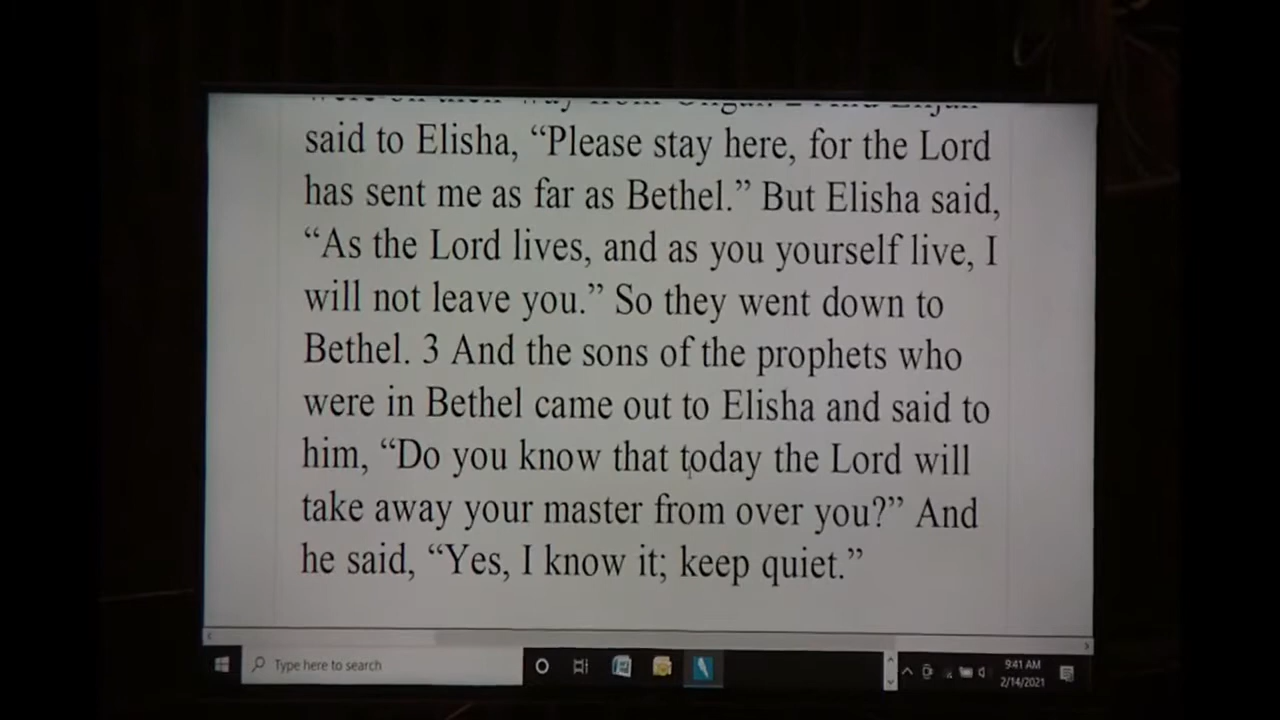 said to Elisha, “Please stay here, for the Lord
has sent me as far as Bethel.” But Elisha said,
“As the Lord lives, and as you yourself live, I
will not leave you.” So they went down to
Bethel. 3 And the sons of the prophets who
were in Bethel came out to Elisha and said to
him, “Do you know that today the Lord will
take away your master from over you?” And
he said, “Yes, I know it; keep quiet.”
Type here to search
9:41 AM
2/14/2021